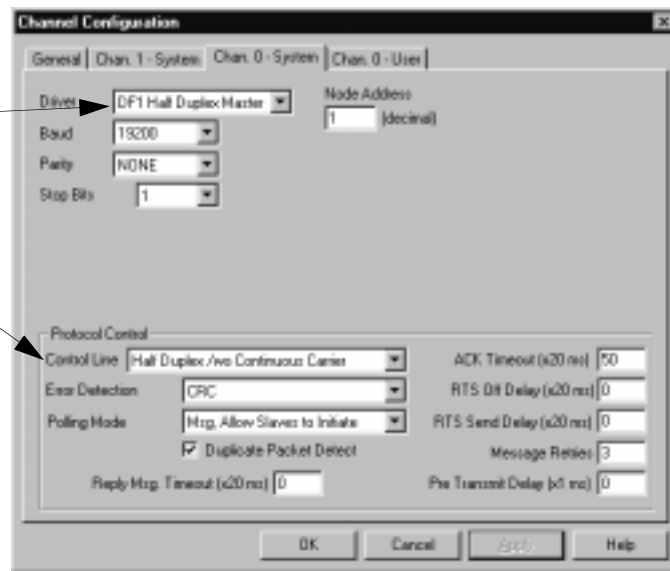 Channel Configuration
General
Chan. 1 - System
Chan. 0 - System
Chan. 0 - User
Driver DF1 Half Duplex Master
Node Address
1 (decimal)
Baud 19200
Parity NONE
Stop Bits 1
Protocol Control
Control Line Half Duplex /wo Continuous Carrier
ACK Timeout (x20 ms) 50
Error Detection CRC
RTS Off Delay (x20 ms) 0
Polling Mode Msg, Allow Slaves to Initiate
RTS Send Delay (x20 ms) 0
Duplicate Packet Detect
Message Retries 3
Reply Msg. Timeout (x20 ms) 0
Pre Transmit Delay (x1 ms) 0
OK
Cancel
Apply
Help